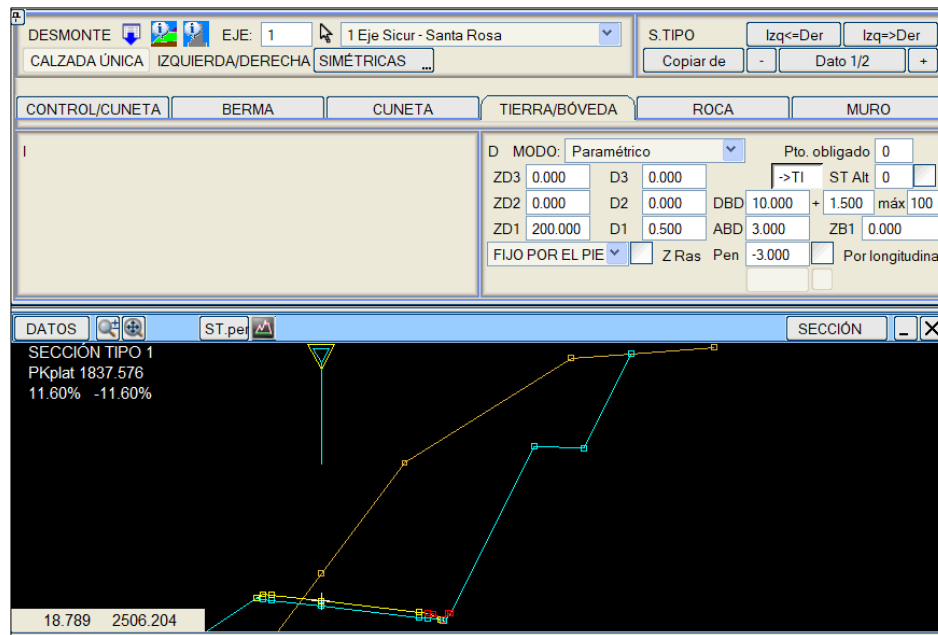 DESMONTE EJE: 1 1 Eje Sicur - Santa Rosa
CALZADA ÚNICA IZQUIERDA/DERECHA SIMÉTRICAS ...
S.TIPO Izq<=Der Izq=>Der
Copiar de - Dato 1/2 +
CONTROL/CUNETA BERMA CUNETA TIERRA/BÓVEDA ROCA MURO
I
D MODO: Paramétrico Pto. obligado 0
ZD3 0.000 D3 0.000 ->TI ST Alt 0
ZD2 0.000 D2 0.000 DBD 10.000 + 1.500 máx 100
ZD1 200.000 D1 0.500 ABD 3.000 ZB1 0.000
FIJO POR EL PIE Z Ras Pen -3.000 Por longitudina
DATOS ST.per SECCIÓN
SECCIÓN TIPO 1
PKplat 1837.576
11.60% -11.60%
18.789 2506.204